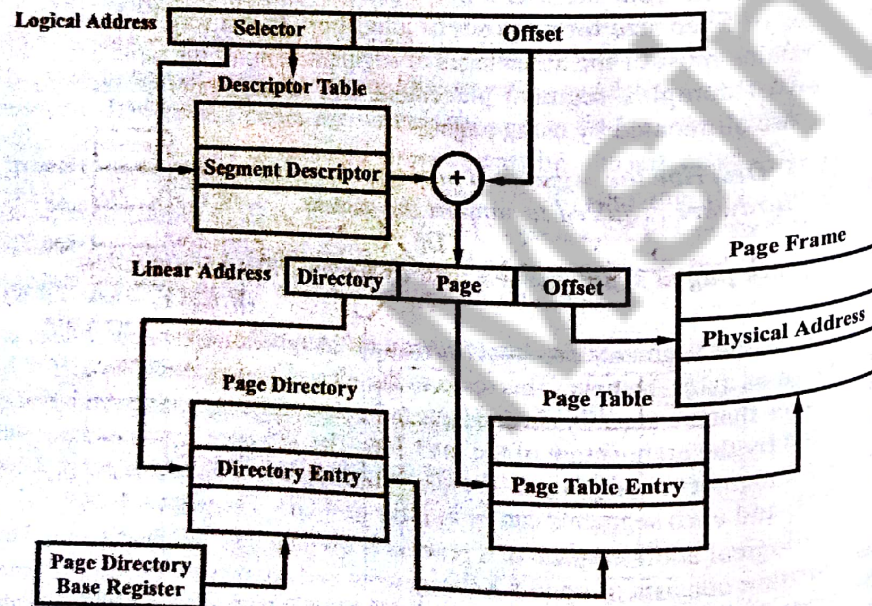 Logical Address
Selector
Offset
Descriptor Table
Segment Descriptor
+
Linear Address
Directory
Page
Offset
Page Frame
Physical Address
Page Directory
Directory Entry
Page Table
Page Table Entry
Page Directory
Base Register
Msin